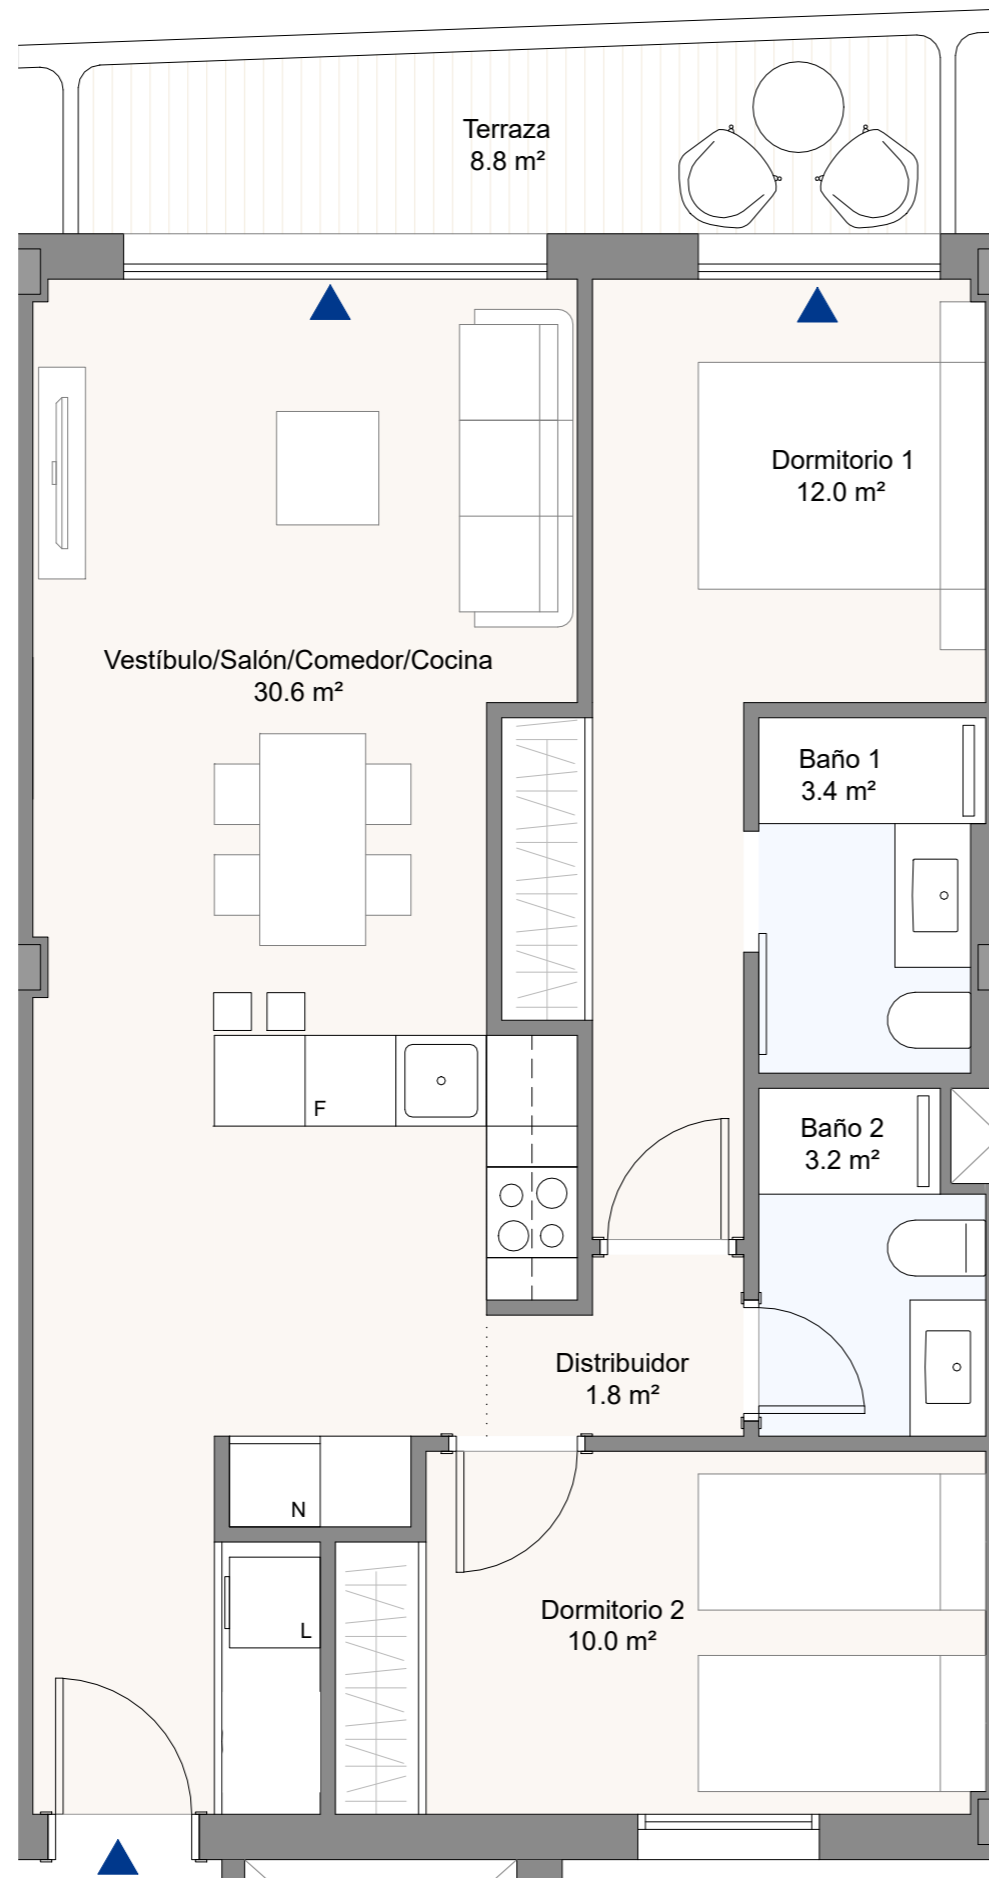 Terraza
8.8 m²
Dormitorio 1
12.0 m²
Vestíbulo/Salón/Comedor/Cocina
30.6 m²
Baño 1
3.4 m²
F
Baño 2
3.2 m²
Distribuidor
1.8 m²
N
L
Dormitorio 2
10.0 m²